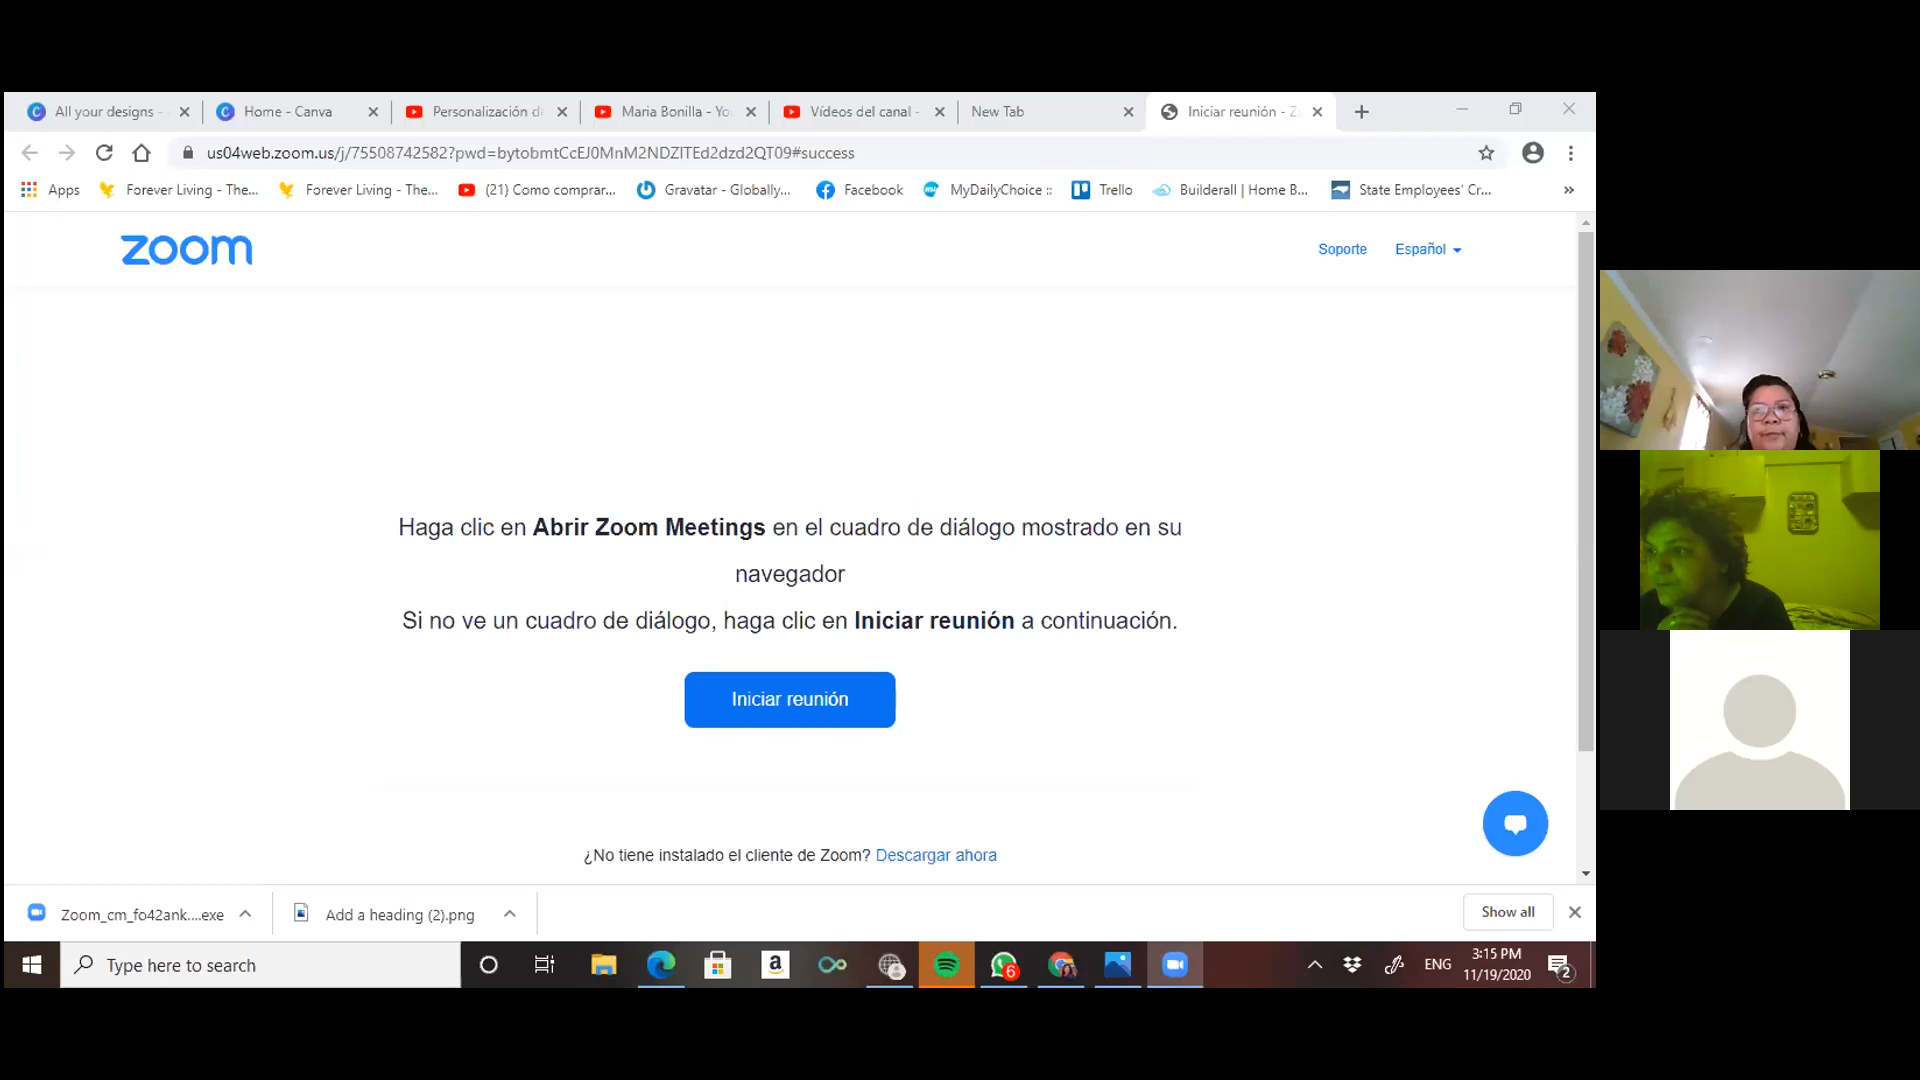 All your designs -
Home - Canva
Personalización d
Maria Bonilla - Yo
Vídeos del canal -
New Tab
Iniciar reunión - Z
us04web.zoom.us/j/75508742582?pwd=bytobmtCcEJ0MnM2NDZlTEd2dzd2QT09#success
Apps
Forever Living - The...
Forever Living - The...
(21) Como comprar...
Gravatar - Globally...
Facebook
MyDailyChoice ::
Trello
Builderall | Home B...
State Employees' Cr...
zoom
Soporte
Español
Haga clic en Abrir Zoom Meetings en el cuadro de diálogo mostrado en su
navegador
Si no ve un cuadro de diálogo, haga clic en Iniciar reunión a continuación.
Iniciar reunión
¿No tiene instalado el cliente de Zoom? Descargar ahora
Zoom_cm_fo42ank....exe
Add a heading (2).png
Show all
Type here to search
a
6
ENG
3:15 PM
11/19/2020
2